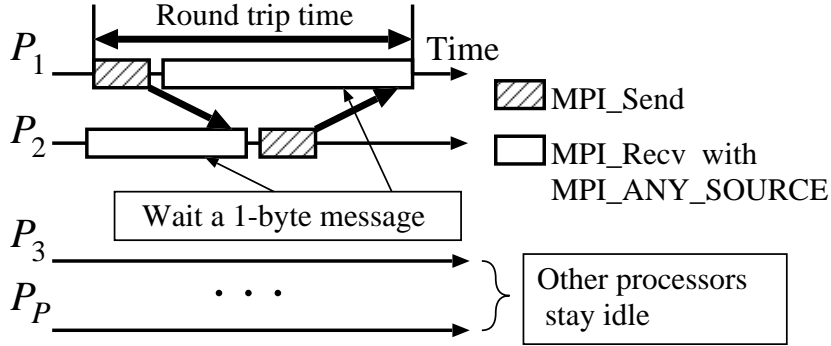 Round trip time
P1 Time
MPI_Send
P2
MPI_Recv with
MPI_ANY_SOURCE
Wait a 1-byte message
P3
Other processors
stay idle
. . .
PP